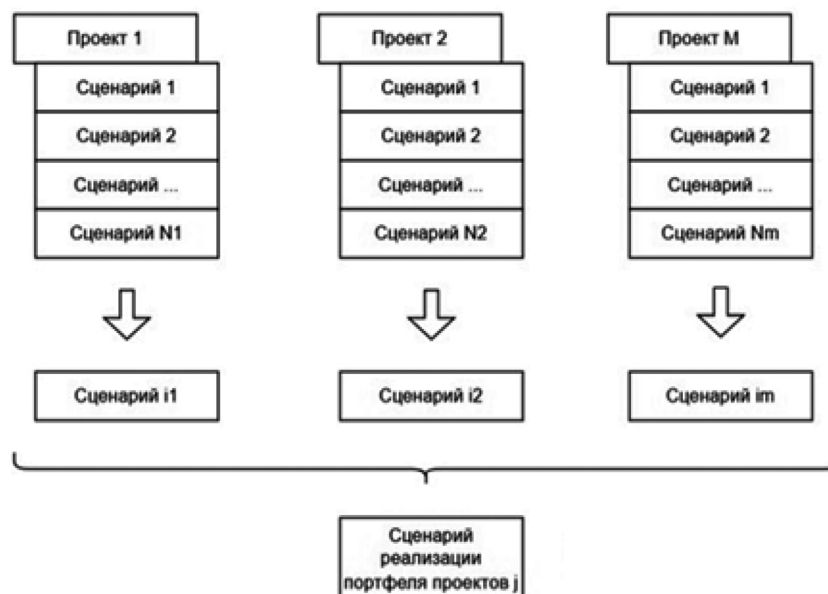 Проект 1
Проект 2
Проект М
Сценарий 1
Сценарий 1
Сценарий 1
Сценарий 2
Сценарий 2
Сценарий 2
Сценарий ...
Сценарий ...
Сценарий ...
Сценарий N1
Сценарий N2
Сценарий Nm
Сценарий i1
Сценарий i2
Сценарий im
Сценарий
реализации
портфеля проектов j